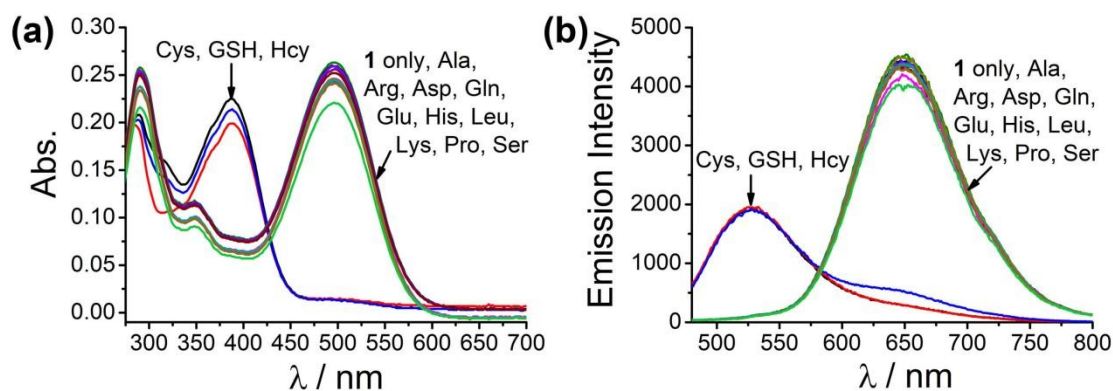 (a)
Abs.
0.30
0.25
0.20
0.15
0.10
0.05
0.00
Cys, GSH, Hcy
1 only, Ala,
Arg, Asp, Gln,
Glu, His, Leu,
Lys, Pro, Ser
300 350 400 450 500 550 600 650 700
λ / nm
(b)
Emission Intensity
5000
4000
3000
2000
1000
0
Cys, GSH, Hcy
1 only, Ala,
Arg, Asp, Gln,
Glu, His, Leu,
Lys, Pro, Ser
500 550 600 650 700 750 800
λ / nm